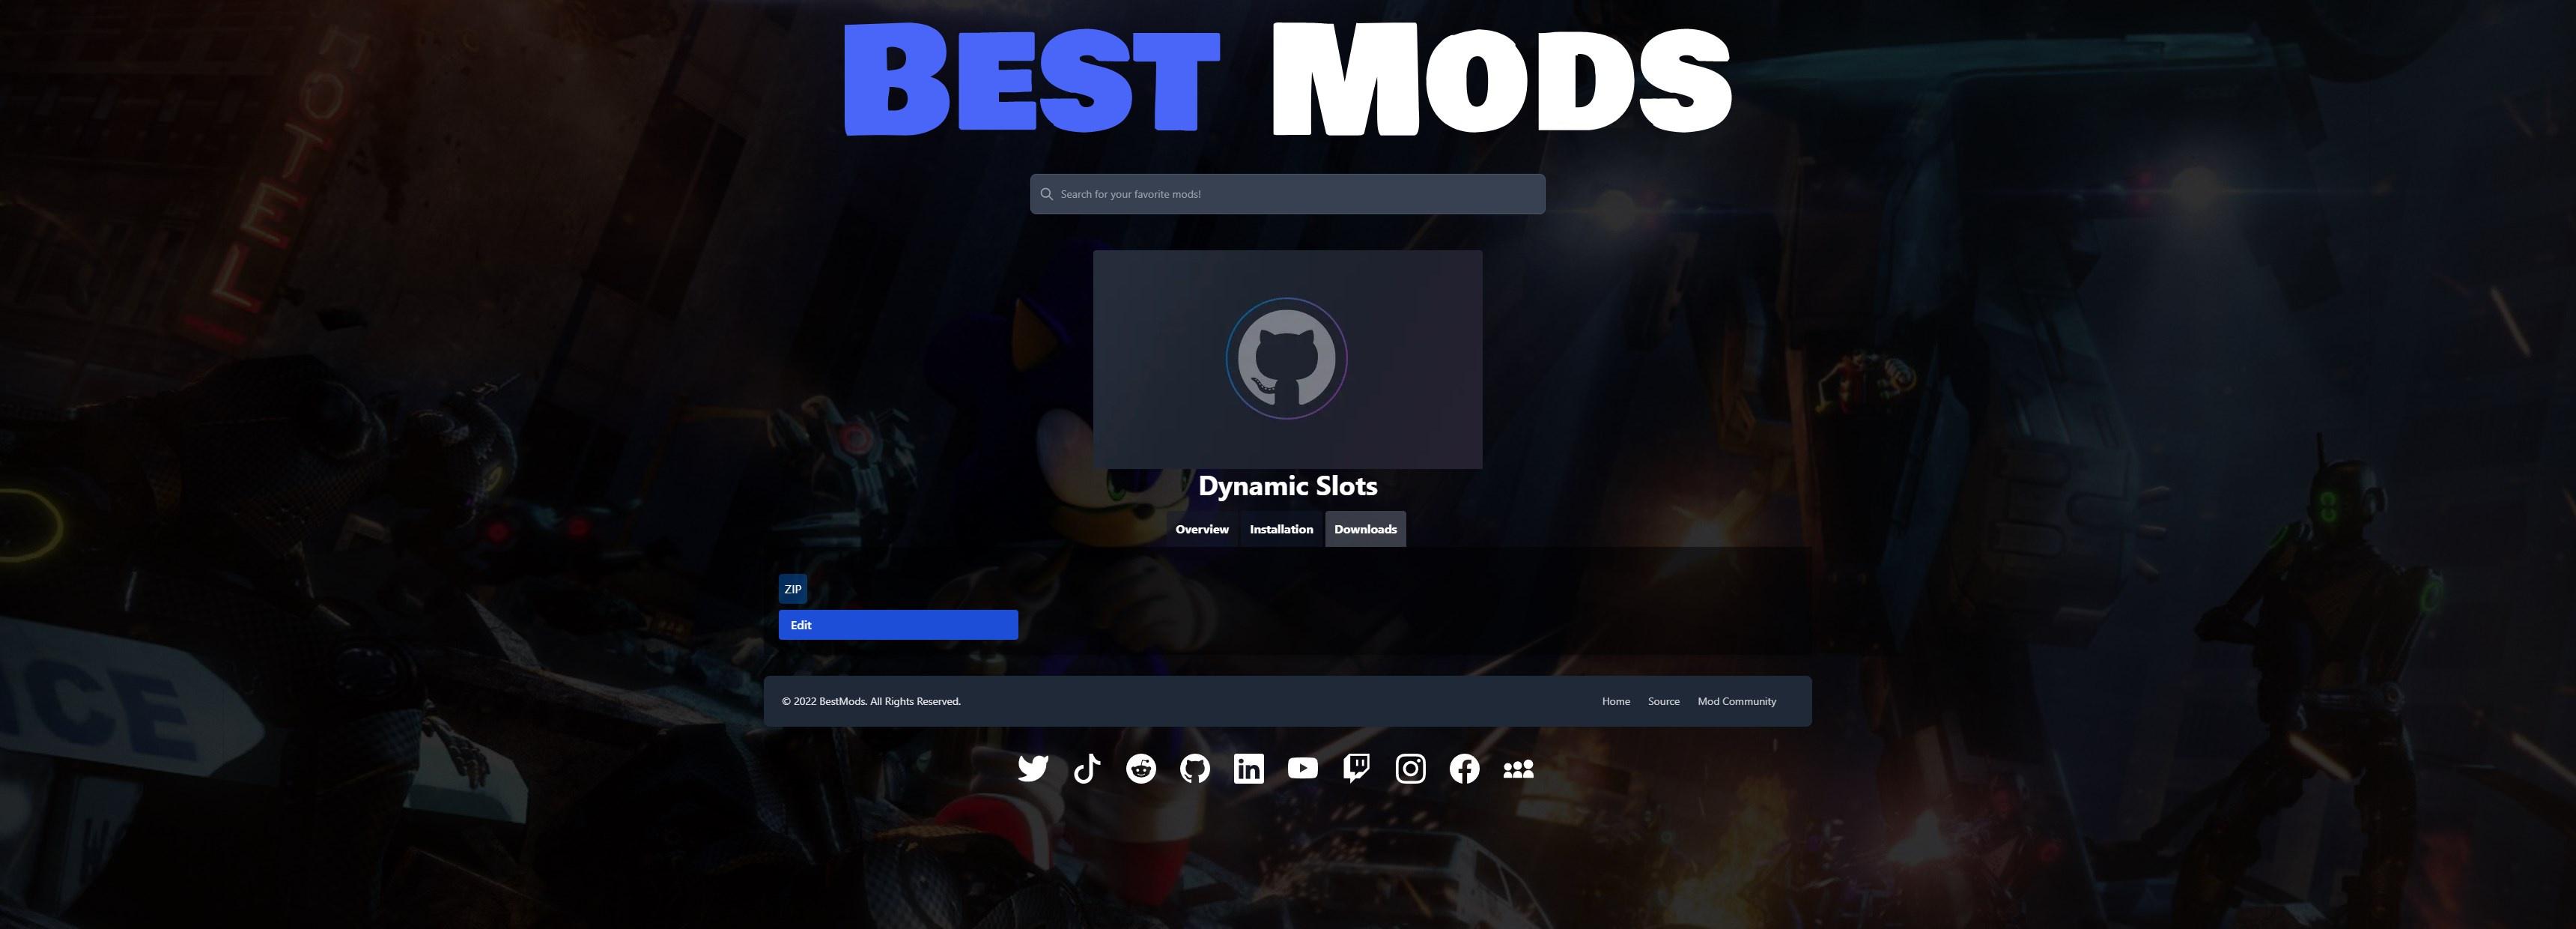 BEST MODS
Search for your favorite mods!
HOTEL
Dynamic Slots
Overview Installation Downloads
ZIP
Edit
ICE
© 2022 BestMods. All Rights Reserved. Home Source Mod Community